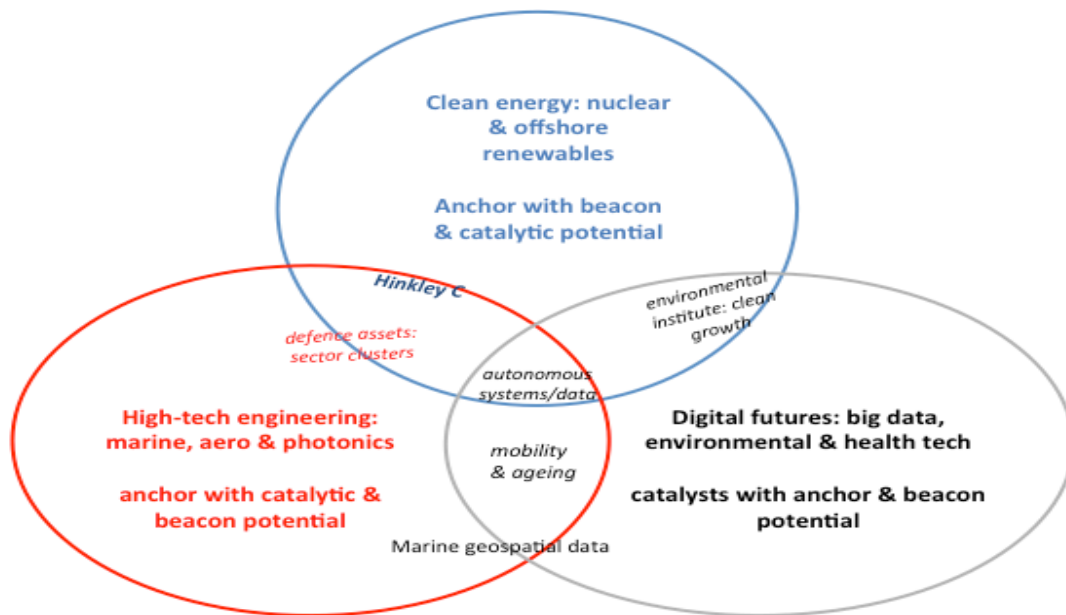 Clean energy: nuclear
& offshore
renewables
Anchor with beacon
& catalytic potential
Hinkley C
environmental
institute: clean
growth
defence assets:
sector clusters
autonomous
systems/data
High-tech engineering:
marine, aero & photonics
anchor with catalytic &
beacon potential
mobility
& ageing
Digital futures: big data,
environmental & health tech
catalysts with anchor & beacon
potential
Marine geospatial data